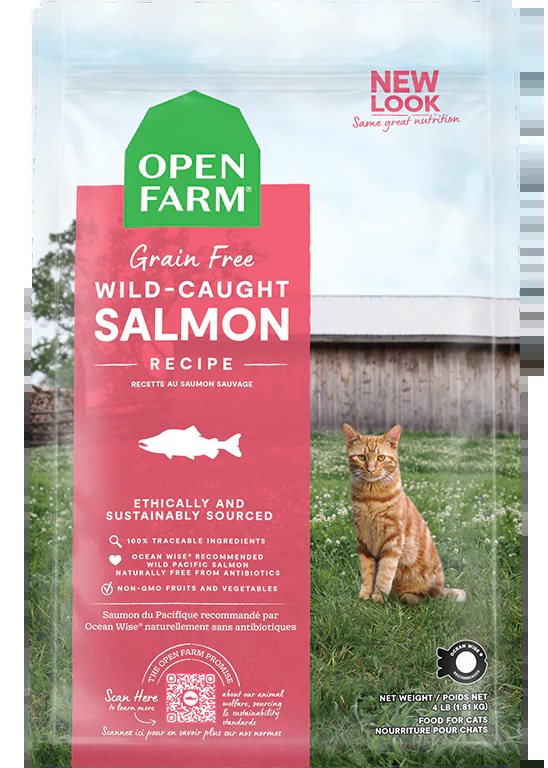 NEW
LOOK
Same great nutrition
OPEN
FARM®
Grain Free
WILD-CAUGHT
SALMON
RECIPE
RECETTE AU SAUMON SAUVAGE
ETHICALLY AND
SUSTAINABLY SOURCED
100% TRACEABLE INGREDIENTS
OCEAN WISE® RECOMMENDED
WILD PACIFIC SALMON
NATURALLY FREE FROM ANTIBIOTICS
NON-GMO FRUITS AND VEGETABLES
Saumon du Pacifique recommandé par
Ocean Wise® naturellement sans antibiotiques
THE OPEN FARM PROMISE
Scan Here
to learn more
about our animal
welfare, sourcing
& sustainability
standards
Scannez ici pour en savoir plus sur nos normes
OCEAN WISE®
RECOMMENDED
NET WEIGHT / POIDS NET
4 LB (1.81 KG)
FOOD FOR CATS
NOURRITURE POUR CHATS